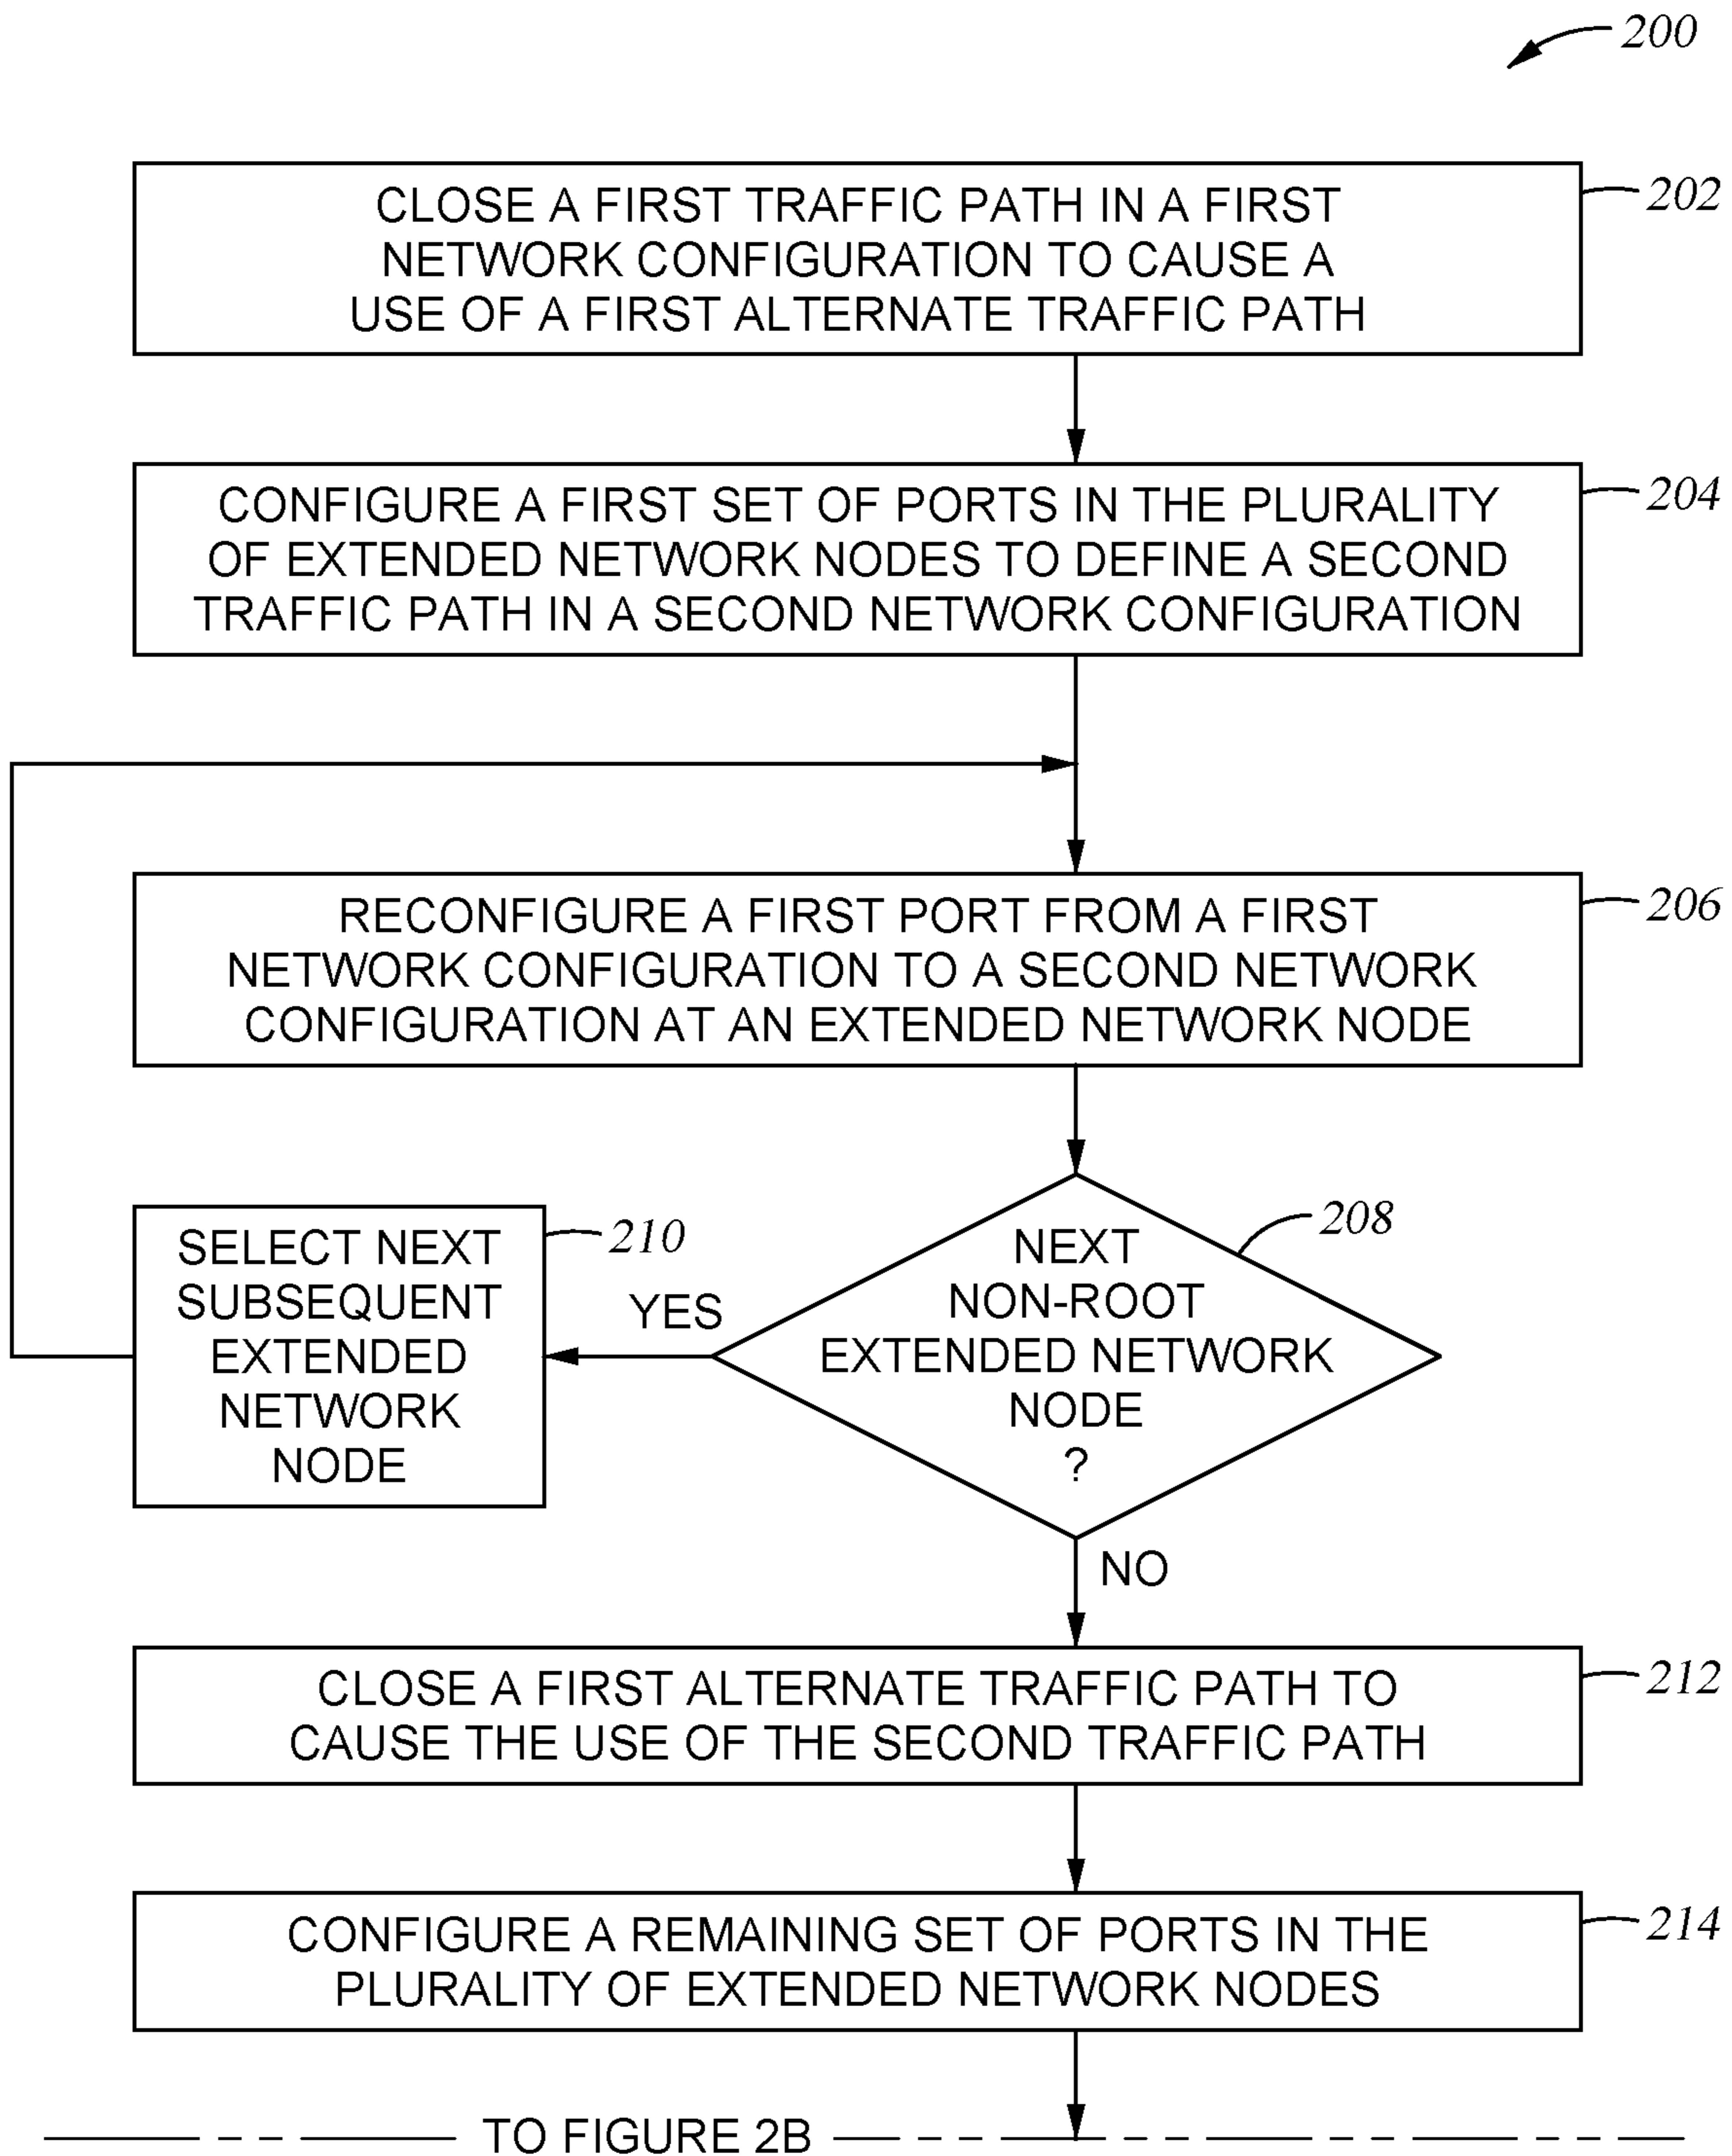 200
CLOSE A FIRST TRAFFIC PATH IN A FIRST
NETWORK CONFIGURATION TO CAUSE A
USE OF A FIRST ALTERNATE TRAFFIC PATH
202
CONFIGURE A FIRST SET OF PORTS IN THE PLURALITY
OF EXTENDED NETWORK NODES TO DEFINE A SECOND
TRAFFIC PATH IN A SECOND NETWORK CONFIGURATION
204
RECONFIGURE A FIRST PORT FROM A FIRST
NETWORK CONFIGURATION TO A SECOND NETWORK
CONFIGURATION AT AN EXTENDED NETWORK NODE
206
NEXT
NON-ROOT
EXTENDED NETWORK
NODE
?
208
YES
SELECT NEXT
SUBSEQUENT
EXTENDED
NETWORK
NODE
210
NO
CLOSE A FIRST ALTERNATE TRAFFIC PATH TO
CAUSE THE USE OF THE SECOND TRAFFIC PATH
212
CONFIGURE A REMAINING SET OF PORTS IN THE
PLURALITY OF EXTENDED NETWORK NODES
214
TO FIGURE 2B